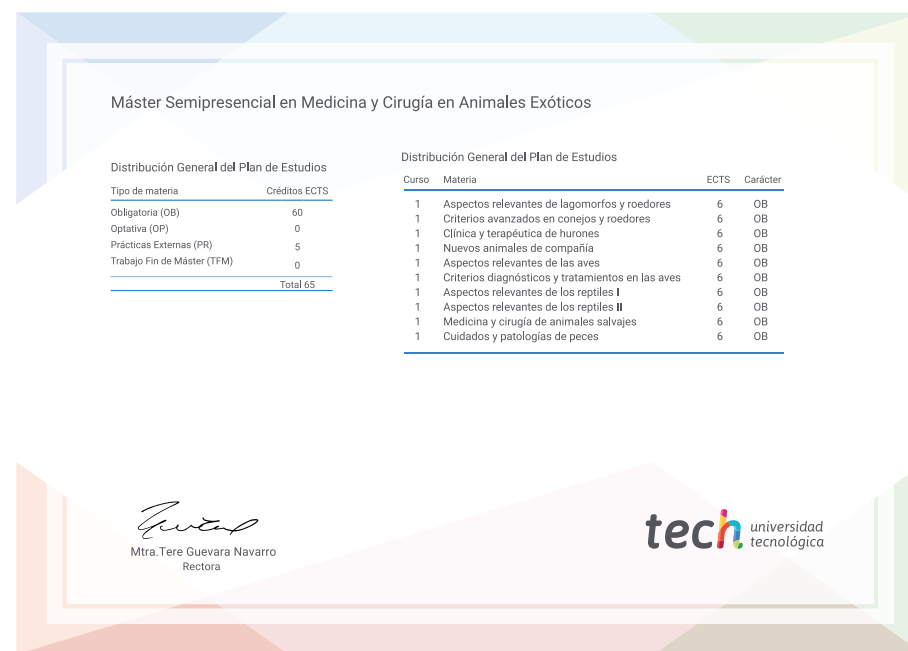 Máster Semipresencial en Medicina y Cirugía en Animales Exóticos
Distribución General del Plan de Estudios
Tipo de materia Créditos ECTS
Obligatoria (OB) 60
Optativa (OP) 0
Prácticas Externas (PR) 5
Trabajo Fin de Máster (TFM) 0
Total 65
Distribución General del Plan de Estudios
Curso Materia ECTS Carácter
1 Aspectos relevantes de lagomorfos y roedores 6 OB
1 Criterios avanzados en conejos y roedores 6 OB
1 Clínica y terapéutica de hurones 6 OB
1 Nuevos animales de compañía 6 OB
1 Aspectos relevantes de las aves 6 OB
1 Criterios diagnósticos y tratamientos en las aves 6 OB
1 Aspectos relevantes de los reptiles I 6 OB
1 Aspectos relevantes de los reptiles II 6 OB
1 Medicina y cirugía de animales salvajes 6 OB
1 Cuidados y patologías de peces 6 OB
Mtra.Tere Guevara Navarro
Rectora
tech universidad
tecnológica